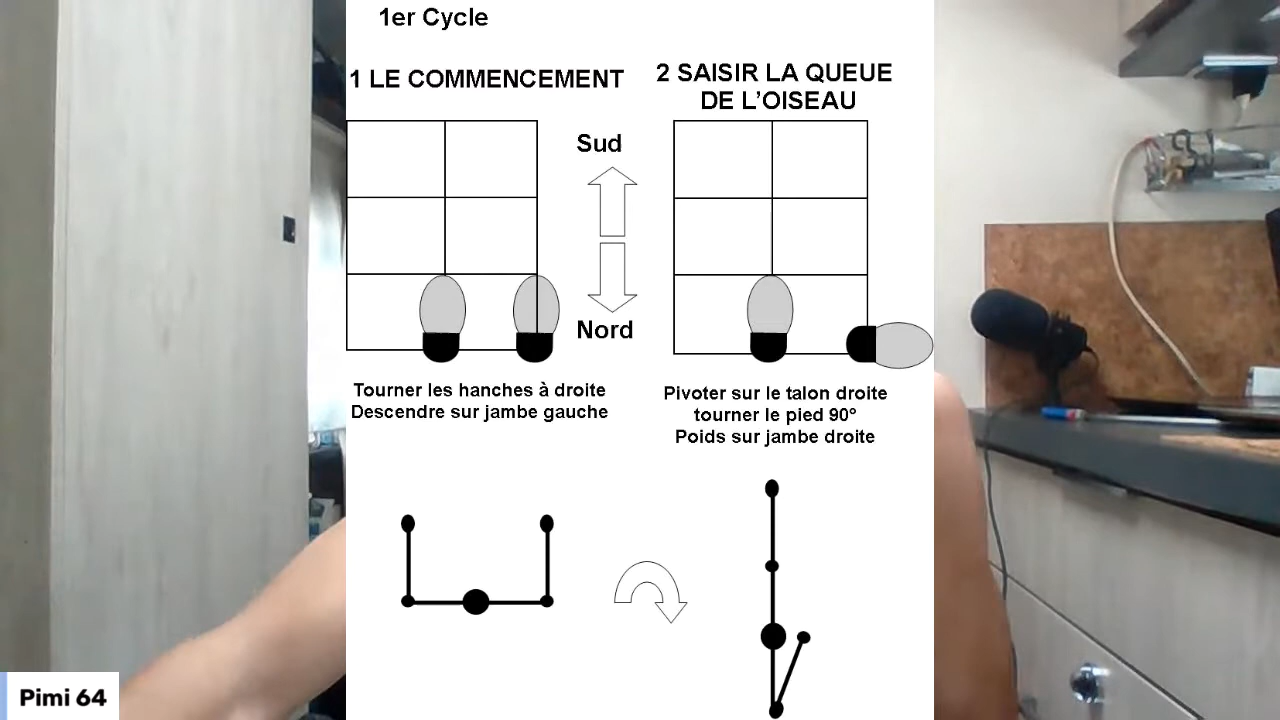 1er Cycle
1 LE COMMENCEMENT
2 SAISIR LA QUEUE
DE L'OISEAU
Sud
Nord
Tourner les hanches à droite
Descendre sur jambe gauche
Pivoter sur le talon droite
tourner le pied 90°
Poids sur jambe droite
Pimi 64